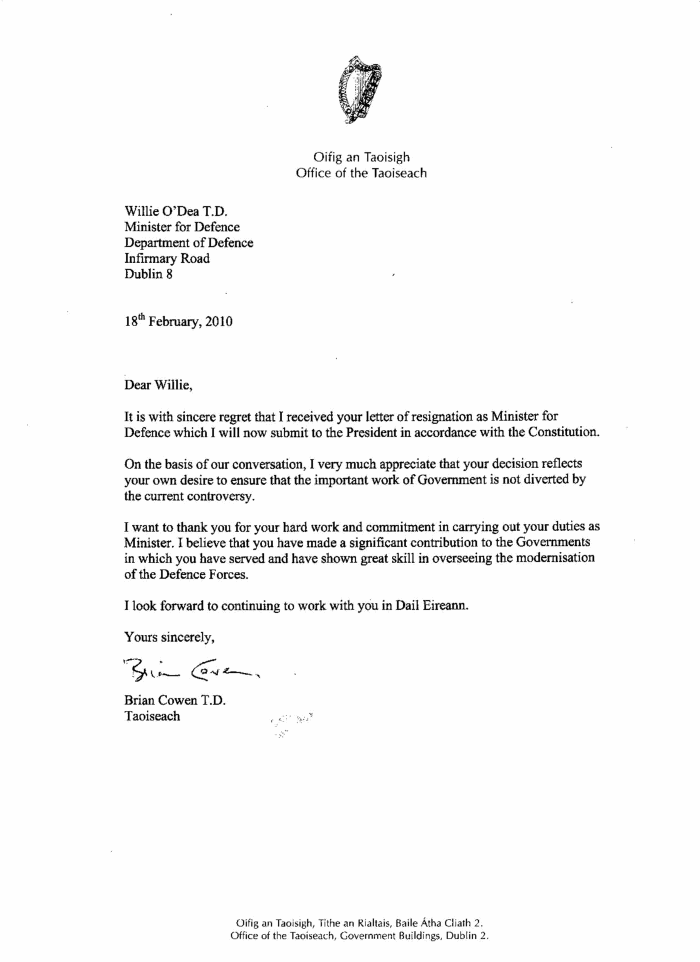 Oifig an Taoisigh
Office of the Taoiseach
Willie O'Dea T.D.
Minister for Defence
Department of Defence
Infirmary Road
Dublin 8
18th February, 2010
Dear Willie,
It is with sincere regret that I received your letter of resignation as Minister for
Defence which I will now submit to the President in accordance with the Constitution.
On the basis of our conversation, I very much appreciate that your decision reflects
your own desire to ensure that the important work of Government is not diverted by
the current controversy.
I want to thank you for your hard work and commitment in carrying out your duties as
Minister. I believe that you have made a significant contribution to the Governments
in which you have served and have shown great skill in overseeing the modernisation
of the Defence Forces.
I look forward to continuing to work with you in Dail Eireann.
Yours sincerely,
Brian Cowen
Brian Cowen T.D.
Taoiseach
Oifig an Taoisigh, Tithe an Rialtais, Baile Átha Cliath 2.
Office of the Taoiseach, Government Buildings, Dublin 2.